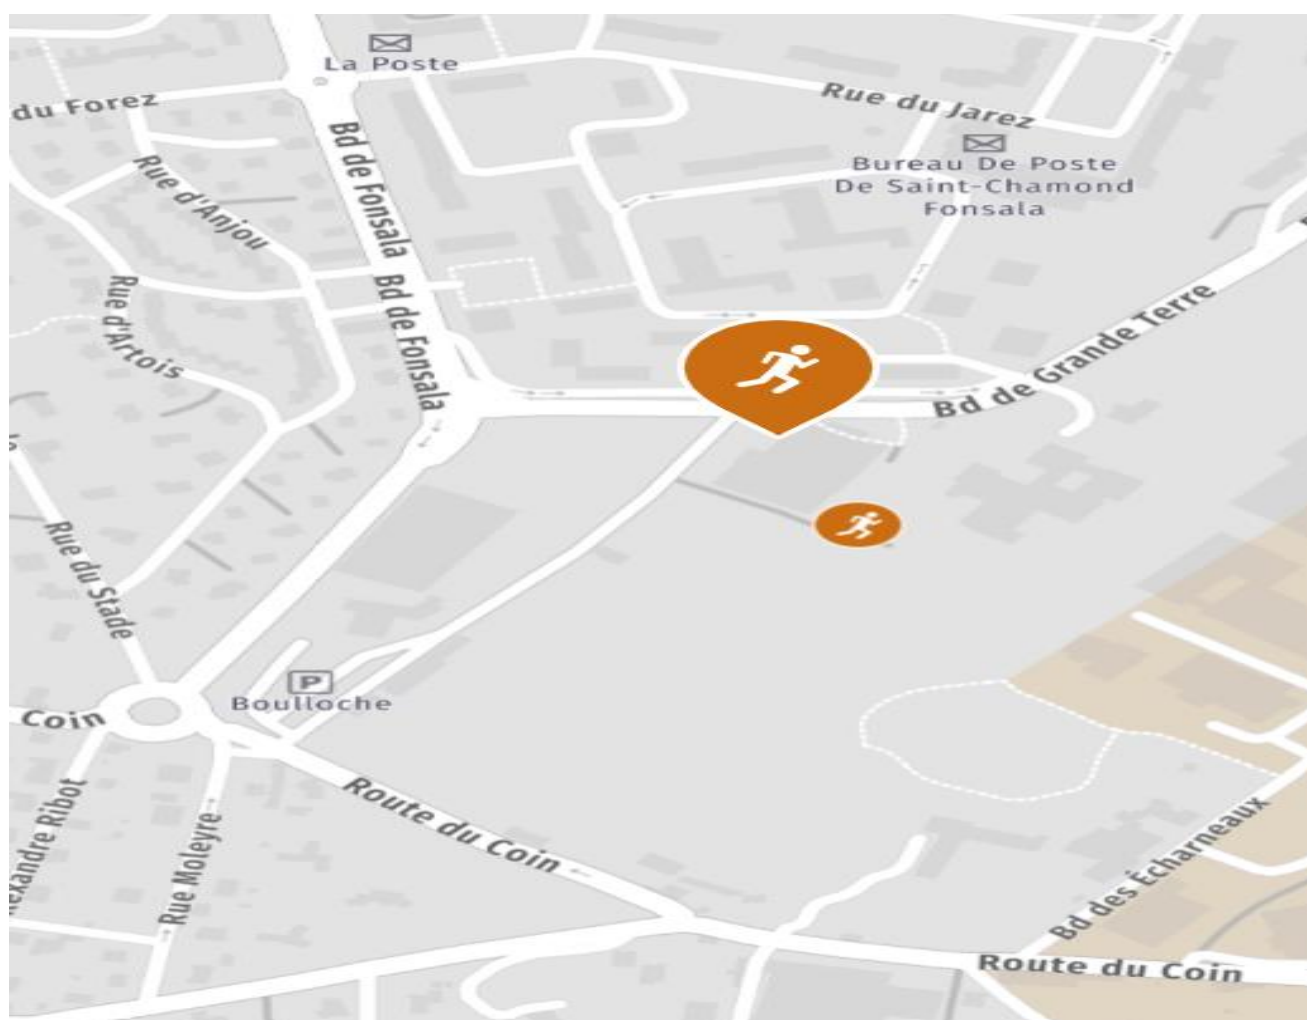 La Poste
du Forez
Rue du Jarez
Bd de Fonsala
Bureau De Poste
De Saint-Chamond
Fonsala
Rue d'Anjou
Rue d'Artois
Bd de Fonsala
Bd de Grande Terre
Rue du Stade
P
Boulloche
Coin
Route du Coin
Alexandre Ribot
Rue Moleyre
Bd des Écharneaux
Route du Coin